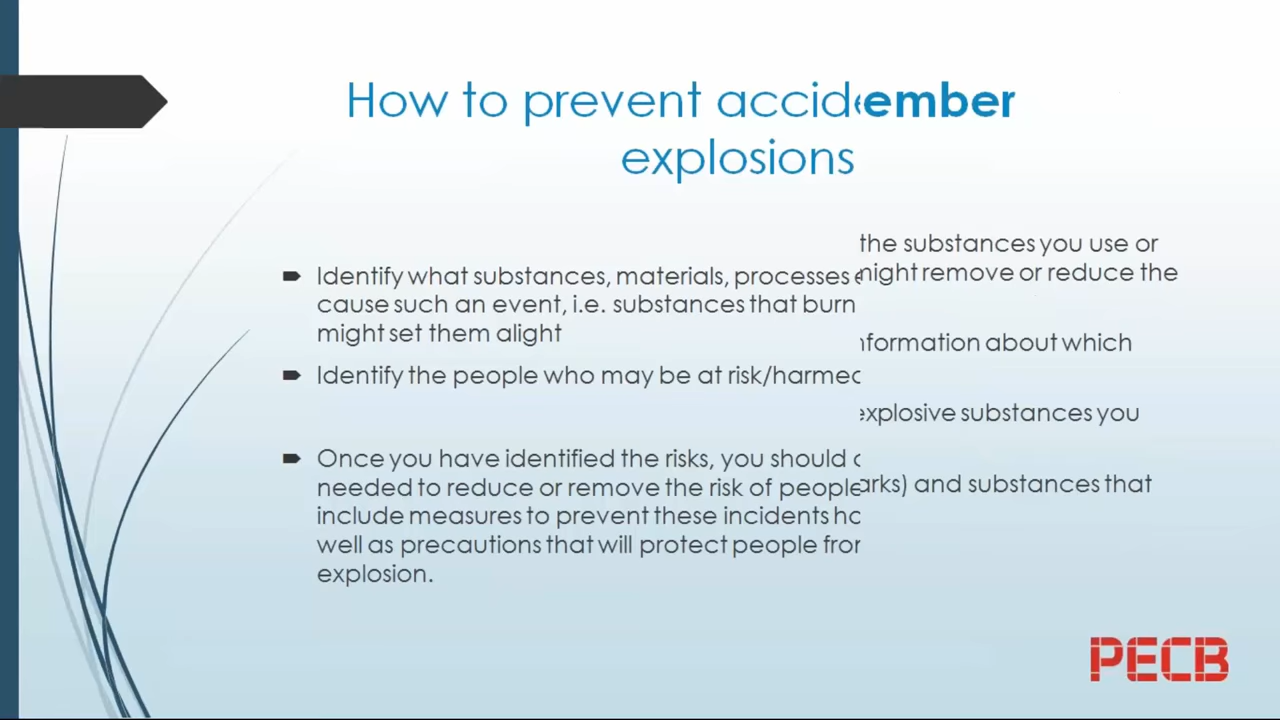 How to prevent accidember
explosions
the substances you use or
Identify what substances, materials, processes might remove or reduce the
cause such an event, i.e. substances that burn
might set them alight
nformation about which
Identify the people who may be at risk/harmed
explosive substances you
Once you have identified the risks, you should
needed to reduce or remove the risk of people arks) and substances that
include measures to prevent these incidents
well as precautions that will protect people
explosion.
PECB